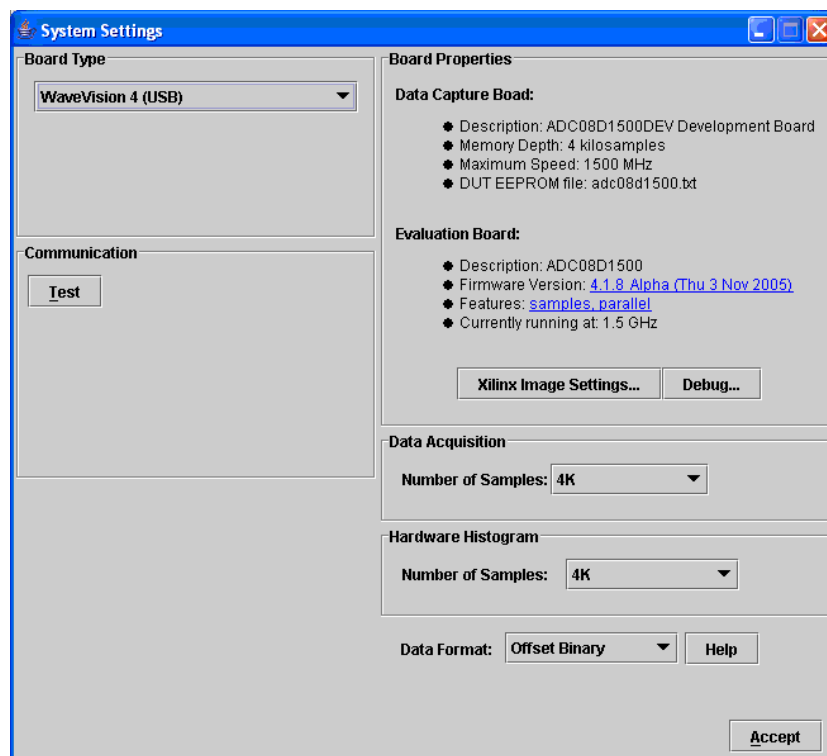 System Settings
Board Type
WaveVision 4 (USB)
Communication
Test
Board Properties
Data Capture Boad:
Description: ADC08D1500DEV Development Board
Memory Depth: 4 kilosamples
Maximum Speed: 1500 MHz
DUT EEPROM file: adc08d1500.txt
Evaluation Board:
Description: ADC08D1500
Firmware Version: 4.1.8 Alpha (Thu 3 Nov 2005)
Features: samples, parallel
Currently running at: 1.5 GHz
Xilinx Image Settings... Debug...
Data Acquisition
Number of Samples: 4K
Hardware Histogram
Number of Samples: 4K
Data Format: Offset Binary Help
Accept